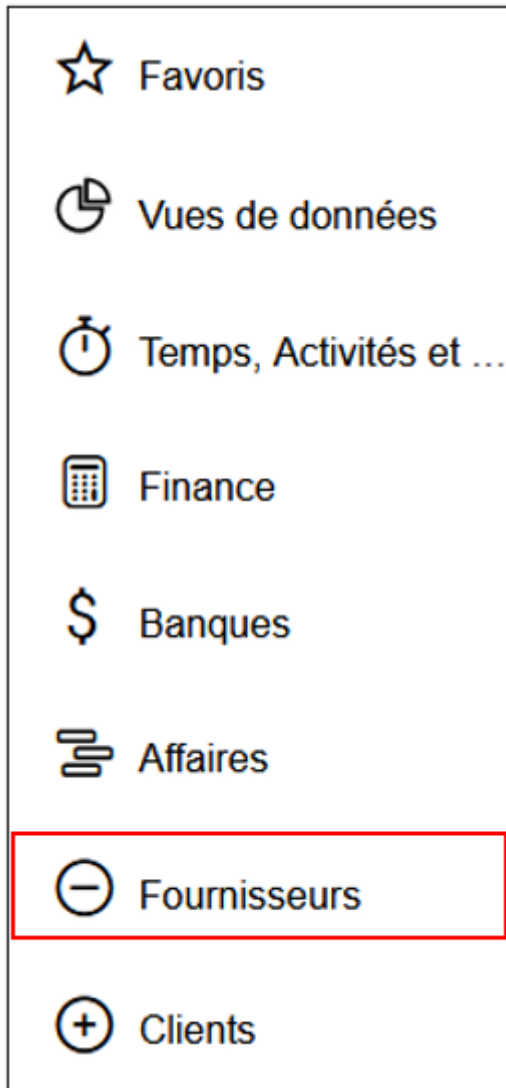 Favoris
Vues de données
Temps, Activités et ...
Finance
Banques
Affaires
Fournisseurs
Clients